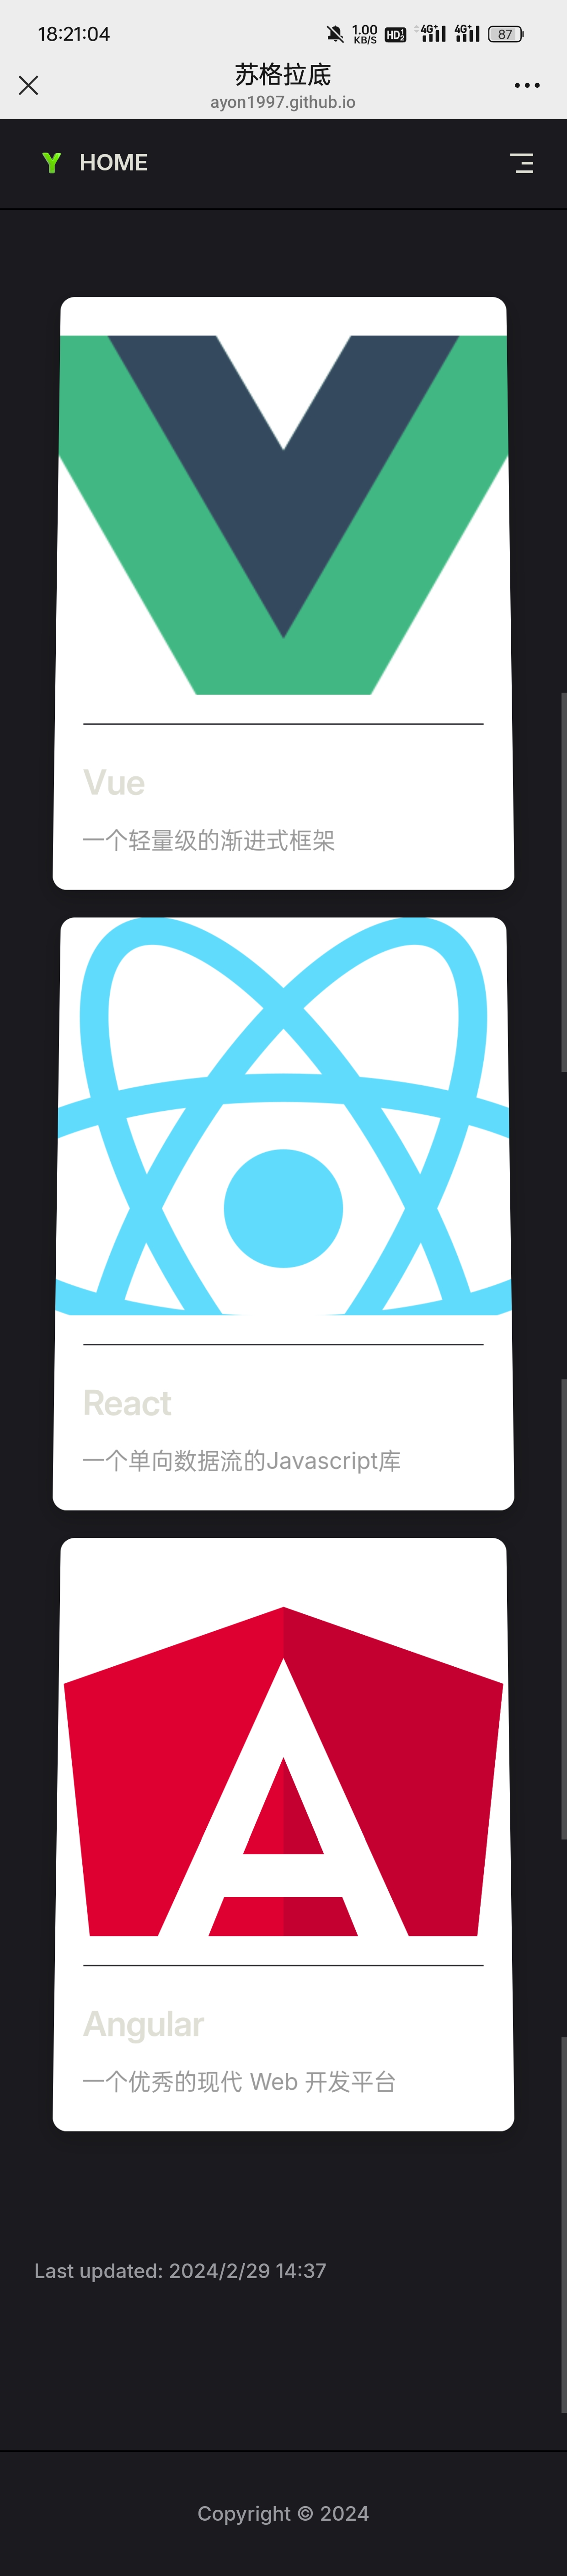 18:21:04
1.00
KB/S
HD 1 2
4G+
4G+
87
苏格拉底
ayon1997.github.io
Y HOME
Vue
一个轻量级的渐进式框架
React
一个单向数据流的Javascript库
A
Angular
一个优秀的现代 Web 开发平台
Last updated: 2024/2/29 14:37
Copyright © 2024